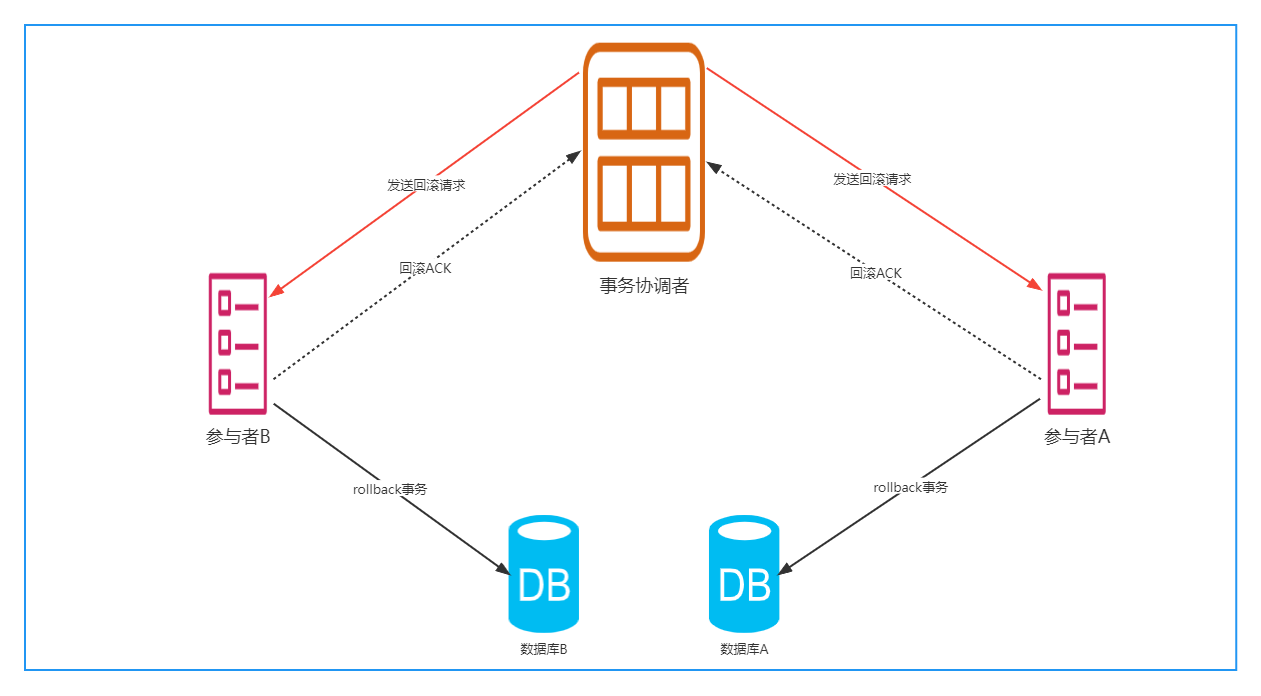 发送回滚请求
发送回滚请求
回滚ACK
回滚ACK
事务协调者
参与者B
参与者A
rollback事务
rollback事务
DB
DB
数据库B
数据库A